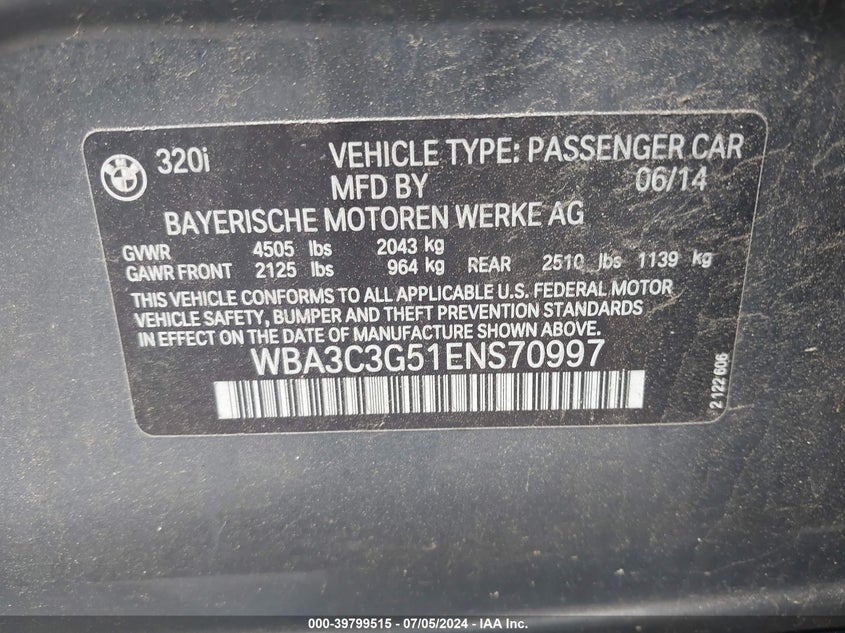 320i VEHICLE TYPE: PASSENGER CAR
MFD BY 06/14
BAYERISCHE MOTOREN WERKE AG
GVWR 4505 lbs 2043 kg
GAWR FRONT 2125 lbs 964 kg REAR 2510 lbs 1139 kg
THIS VEHICLE CONFORMS TO ALL APPLICABLE U.S. FEDERAL MOTOR
VEHICLE SAFETY, BUMPER AND THEFT PREVENTION STANDARDS
IN EFFECT ON THE DATE OF MANUFACTURE SHOWN ABOVE.
WBA3C3G51ENS70997
2 122 606
000-39799515 - 07/05/2024 - IAA Inc.